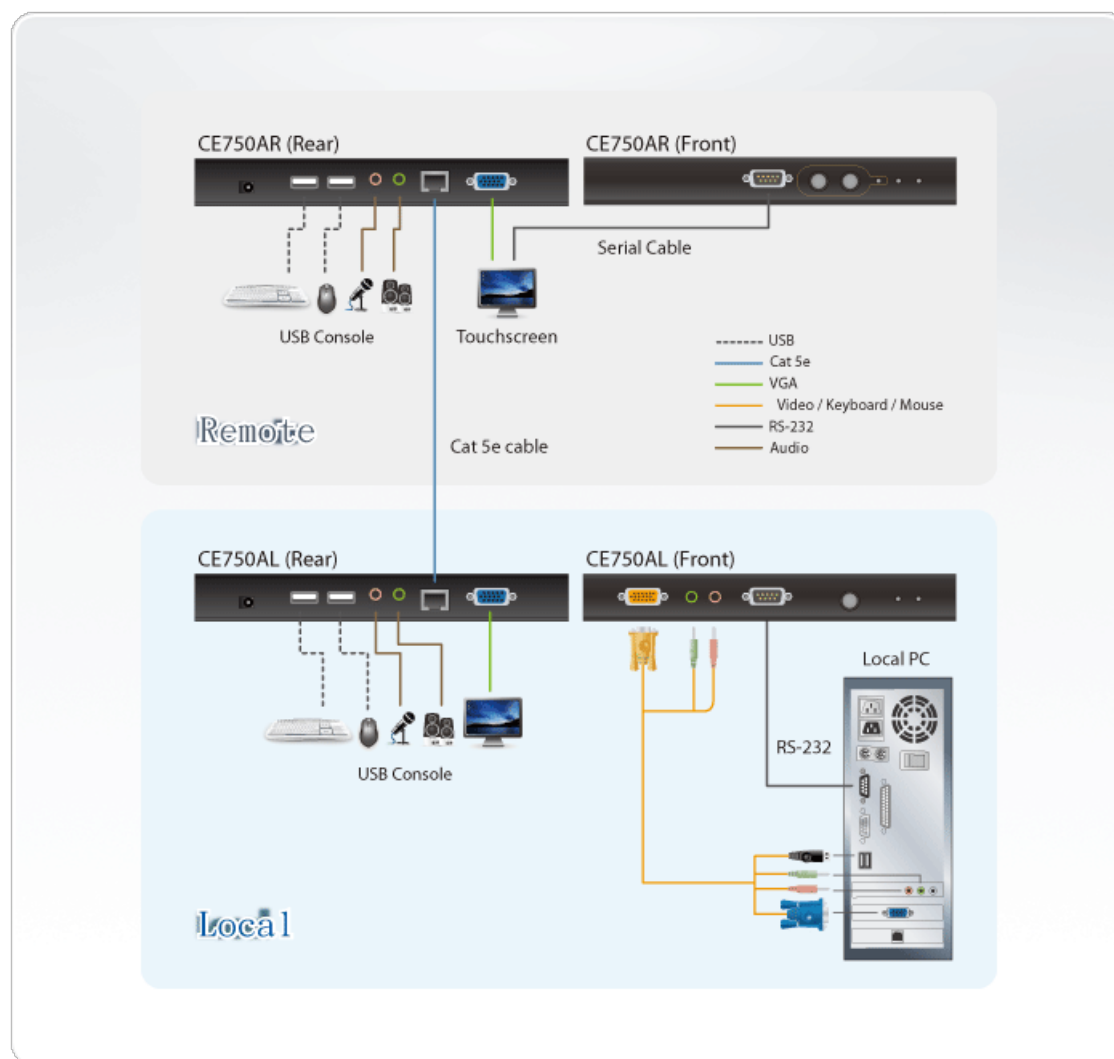 CE750AR (Rear)
CE750AR (Front)
Serial Cable
USB Console
Touchscreen
USB
Cat 5e
VGA
Video / Keyboard / Mouse
RS-232
Audio
Remote
Cat 5e cable
CE750AL (Rear)
CE750AL (Front)
Local PC
RS-232
USB Console
Local